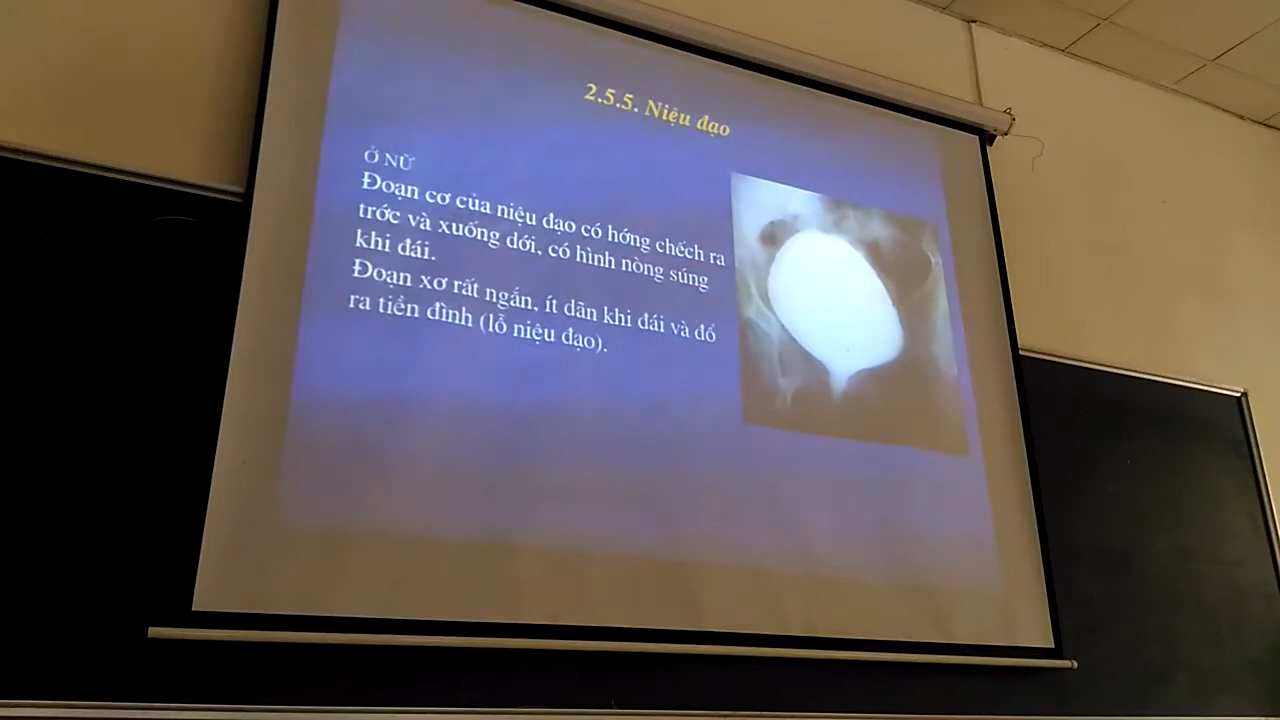 2.5.5. Niệu đạo
Ở NỮ
Đoạn cơ của niệu đạo có hớng chếch ra
trớc và xuống dới, có hình nòng súng
khi đái.
Đoạn xơ rất ngắn, ít dãn khi đái và đổ
ra tiền đình (lỗ niệu đạo).